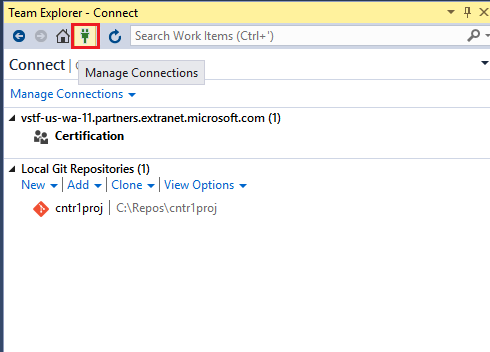 Team Explorer - Connect
Search Work Items (Ctrl+')
Connect
Manage Connections
Manage Connections
vstf-us-wa-11.partners.extranet.microsoft.com (1)
Certification
Local Git Repositories (1)
New Add Clone View Options
cntr1proj C:\Repos\cntr1proj